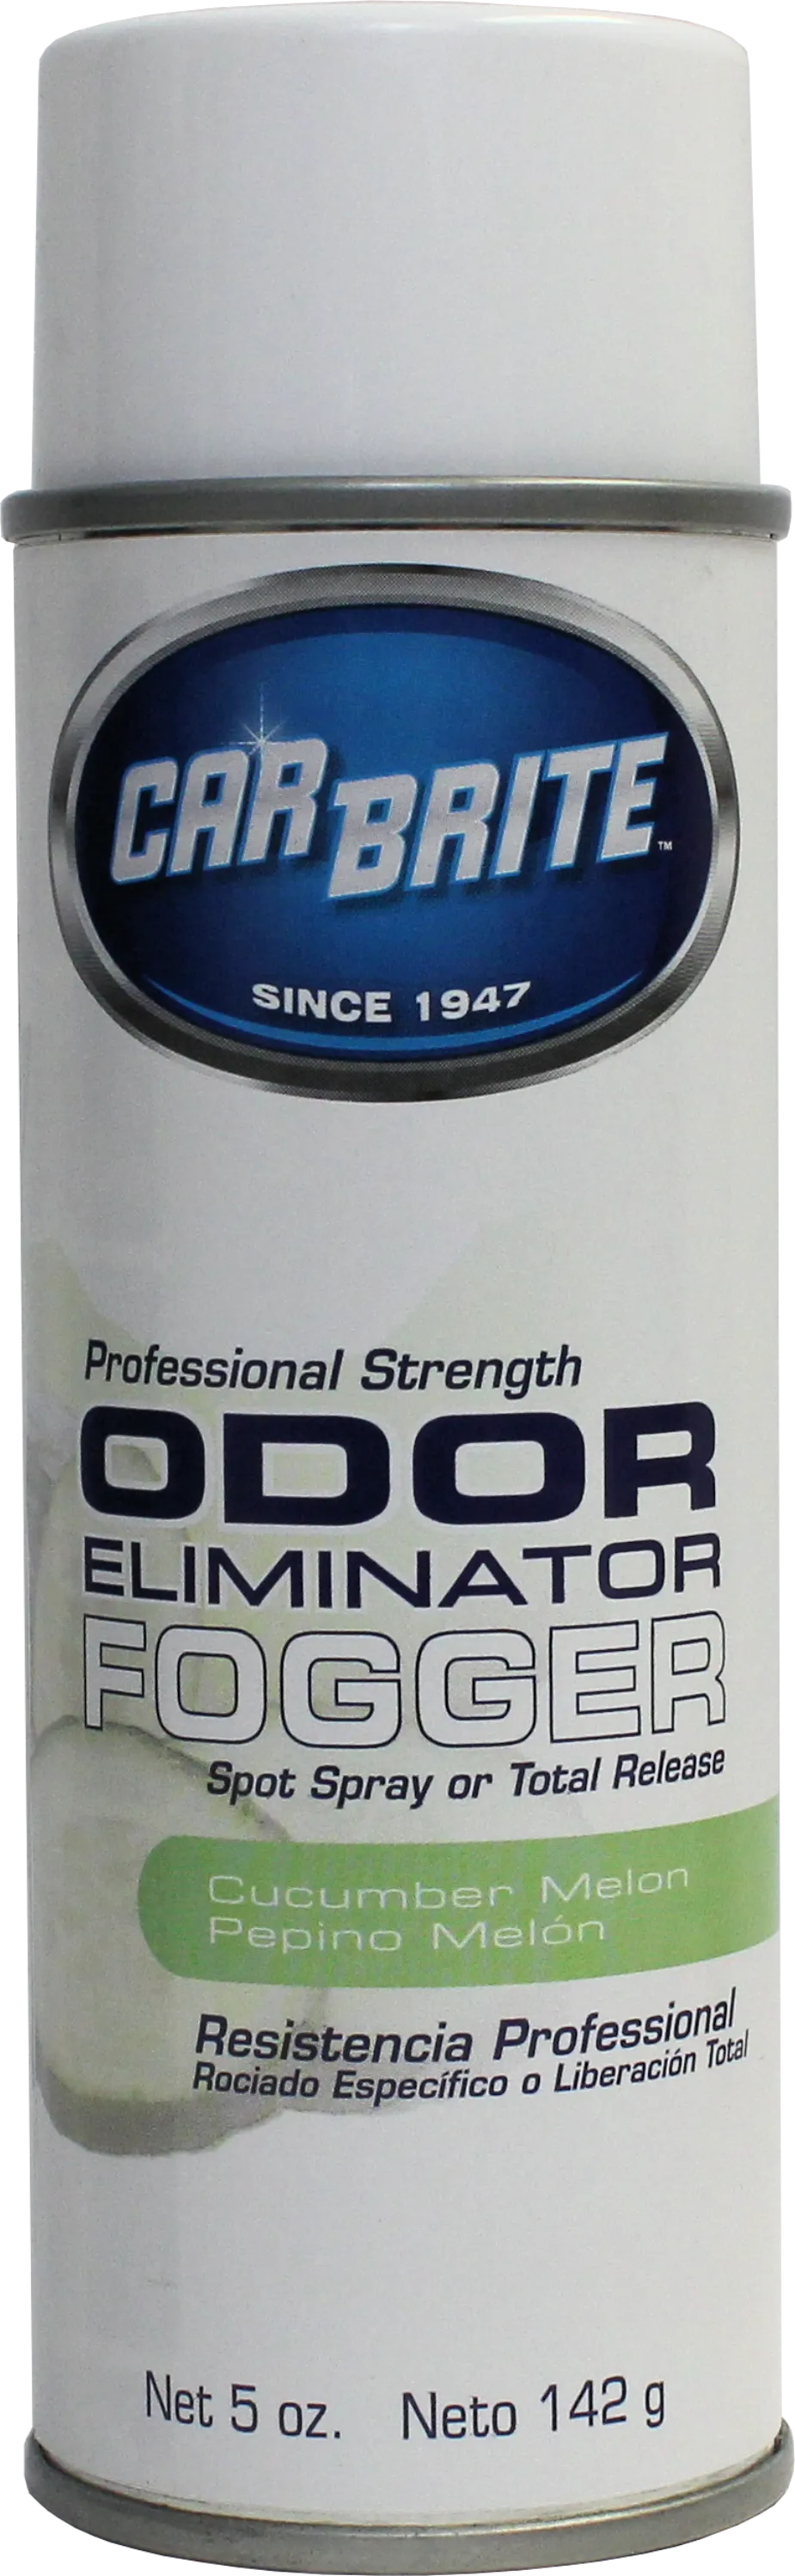 CAR BRITE™
SINCE 1947
Professional Strength
ODOR
ELIMINATOR
FOGGER
Spot Spray or Total Release
Cucumber Melon
Pepino Melón
Resistencia Professional
Rociado Específico o Liberación Total
Net 5 oz. Neto 142 g